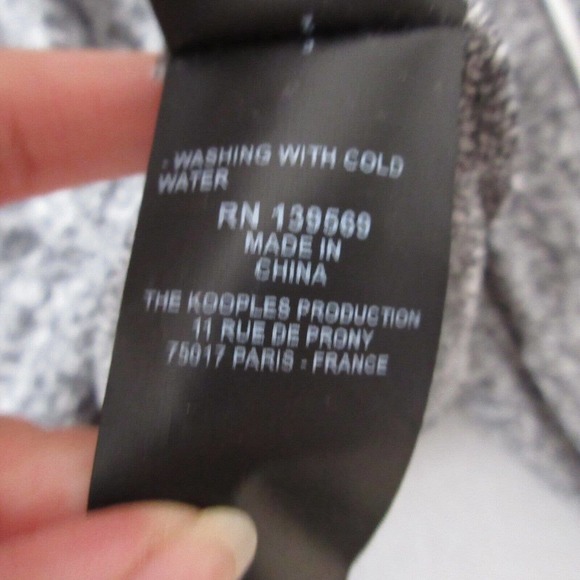 - WASHING WITH COLD
WATER
RN 139569
MADE IN
CHINA
THE KOOPLES PRODUCTION
11 RUE DE PRONY
75017 PARIS - FRANCE